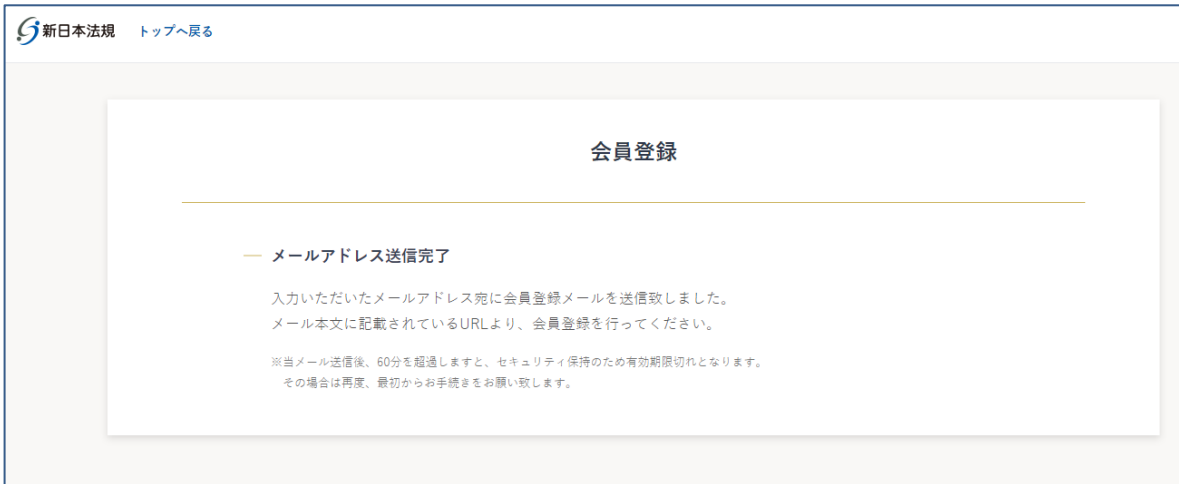 新日本法規 トップへ戻る
会員登録
メールアドレス送信完了
入力いただいたメールアドレス宛に会員登録メールを送信致しました。
メール本文に記載されているURLより、会員登録を行ってください。
※当メール送信後、60分を超過しますと、セキュリティ保持のため有効期限切れとなります。
その場合は再度、最初からお手続きをお願い致します。